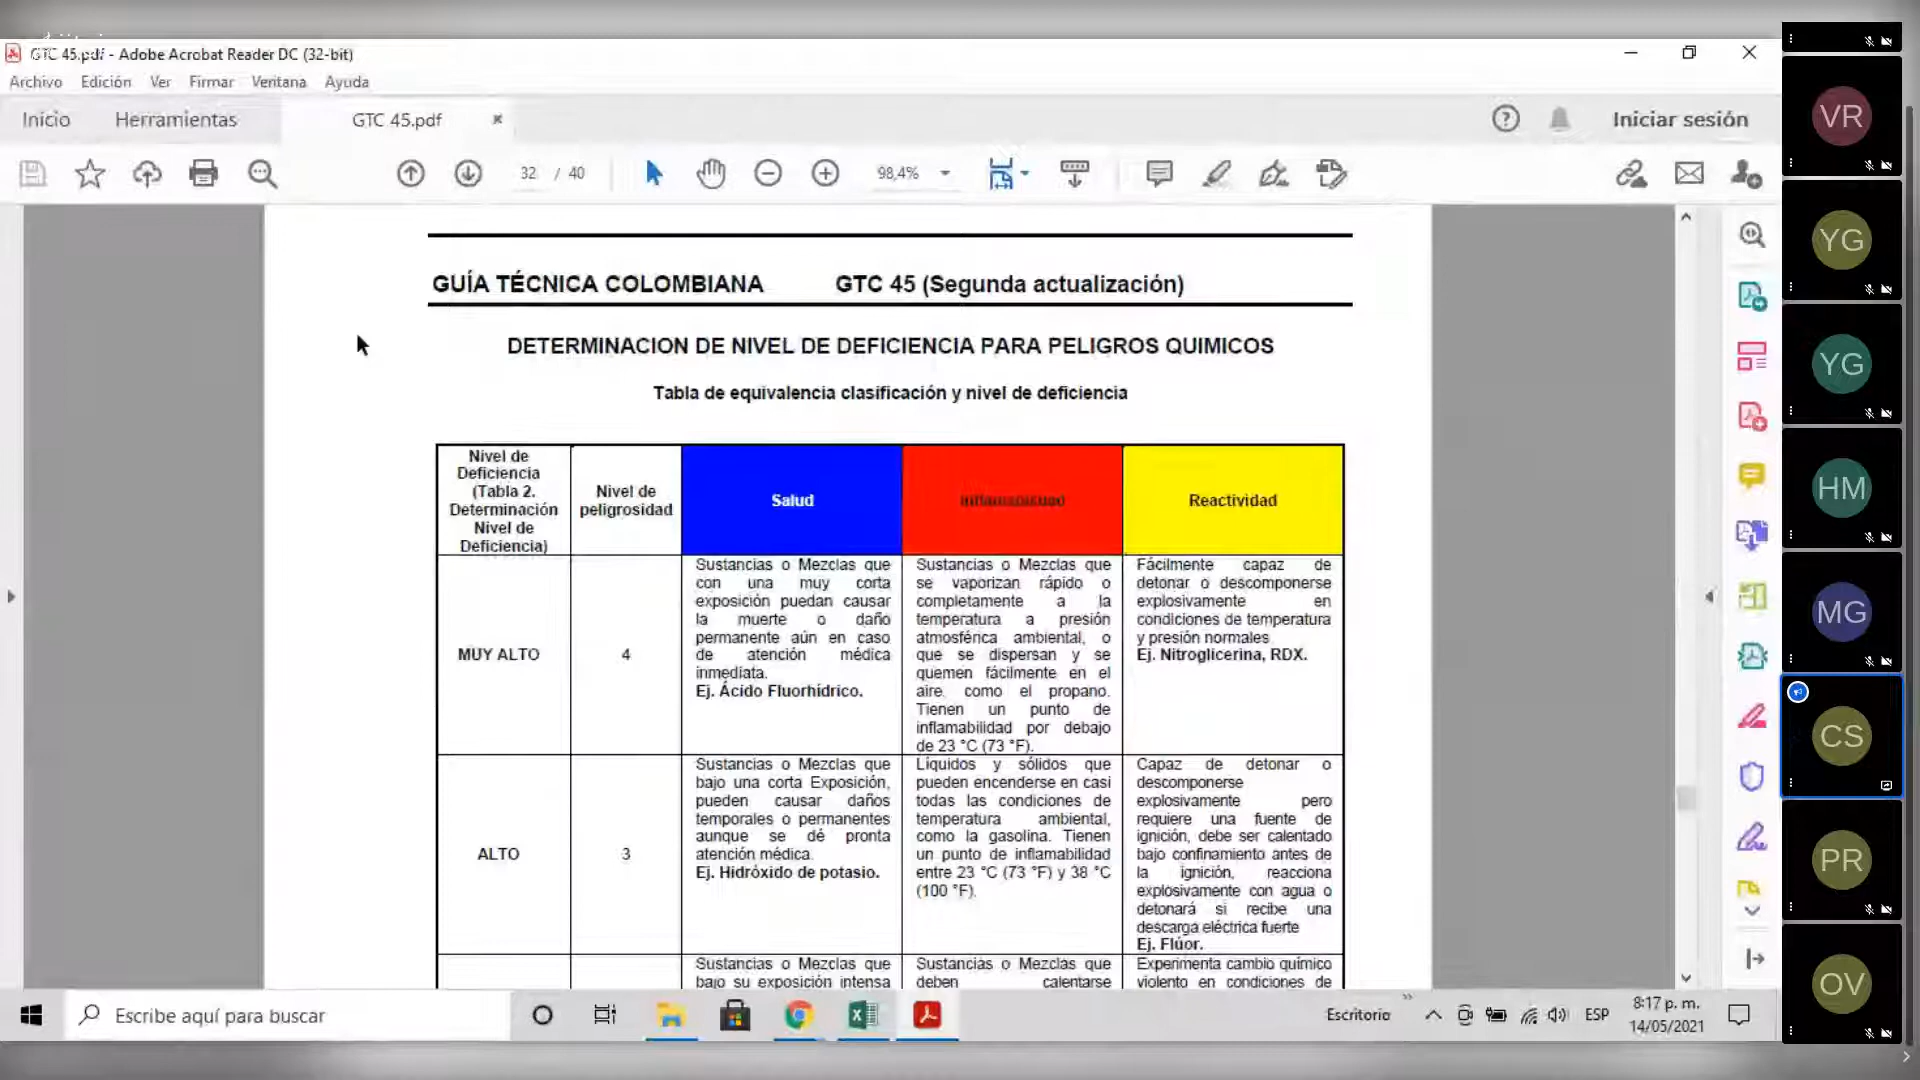 GTC 45.pdf - Adobe Acrobat Reader DC (32-bit)
Archivo Edición Ver Firmar Ventana Ayuda
Inicio Herramientas GTC 45.pdf Iniciar sesión
32 / 40 98,4%
GUÍA TÉCNICA COLOMBIANA GTC 45 (Segunda actualización)
DETERMINACION DE NIVEL DE DEFICIENCIA PARA PELIGROS QUIMICOS
Tabla de equivalencia clasificación y nivel de deficiencia
Nivel de
Deficiencia
(Tabla 2.
Determinación
Nivel de
Deficiencia)
Nivel de
peligrosidad
Salud
Inflamabilidad
Reactividad
MUY ALTO
4
Sustancias o Mezclas que
con una muy corta
exposición puedan causar
la muerte o daño
permanente aún en caso
de atención médica
inmediata.
Ej. Ácido Fluorhídrico.
Sustancias o Mezclas que
se vaporizan rápido o
completamente a la
temperatura a presión
atmosférica ambiental, o
que se dispersan y se
quemen fácilmente en el
aire, como el propano.
Tienen un punto de
inflamabilidad por debajo
de 23 °C (73 °F).
Fácilmente capaz de
detonar o descomponerse
explosivamente en
condiciones de temperatura
y presión normales
Ej. Nitroglicerina, RDX.
ALTO
3
Sustancias o Mezclas que
bajo una corta Exposición,
pueden causar daños
temporales o permanentes
aunque se dé pronta
atención médica.
Ej. Hidróxido de potasio.
Líquidos y sólidos que
pueden encenderse en casi
todas las condiciones de
temperatura ambiental,
como la gasolina. Tienen
un punto de inflamabilidad
entre 23 °C (73 °F) y 38 °C
(100 °F).
Capaz de detonar o
descomponerse
explosivamente pero
requiere una fuente de
ignición, debe ser calentado
bajo confinamiento antes de
la ignición, reacciona
explosivamente con agua o
detonará si recibe una
descarga eléctrica fuerte
Ej. Flúor.
Sustancias o Mezclas que
bajo su exposición intensa
Sustancias o Mezclas que
deben calentarse
Experimenta cambio químico
violento en condiciones de
Escribe aquí para buscar
Escritorio
ESP
8:17 p. m.
14/05/2021
VR
YG
YG
HM
MG
CS
PR
OV